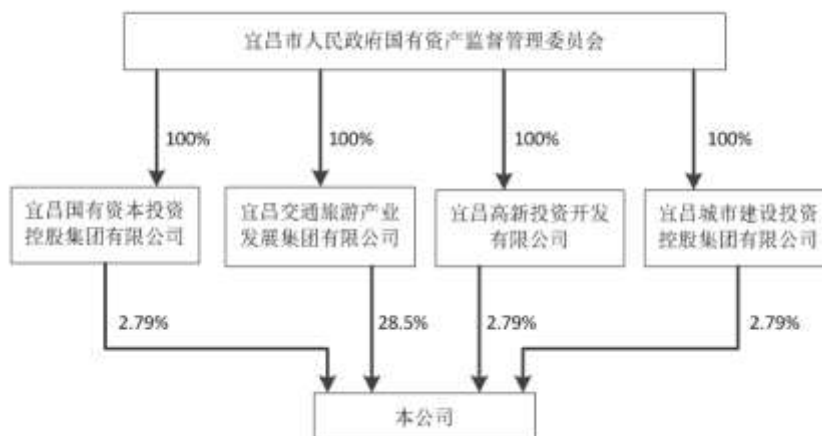 宜昌市人民政府国有资产监督管理委员会
100%
100%
100%
100%
宜昌国有资本投资
控股集团有限公司
宜昌交通旅游产业
发展集团有限公司
宜昌高新投资开发
有限公司
宜昌城市建设投资
控股集团有限公司
2.79%
28.5%
2.79%
2.79%
本公司